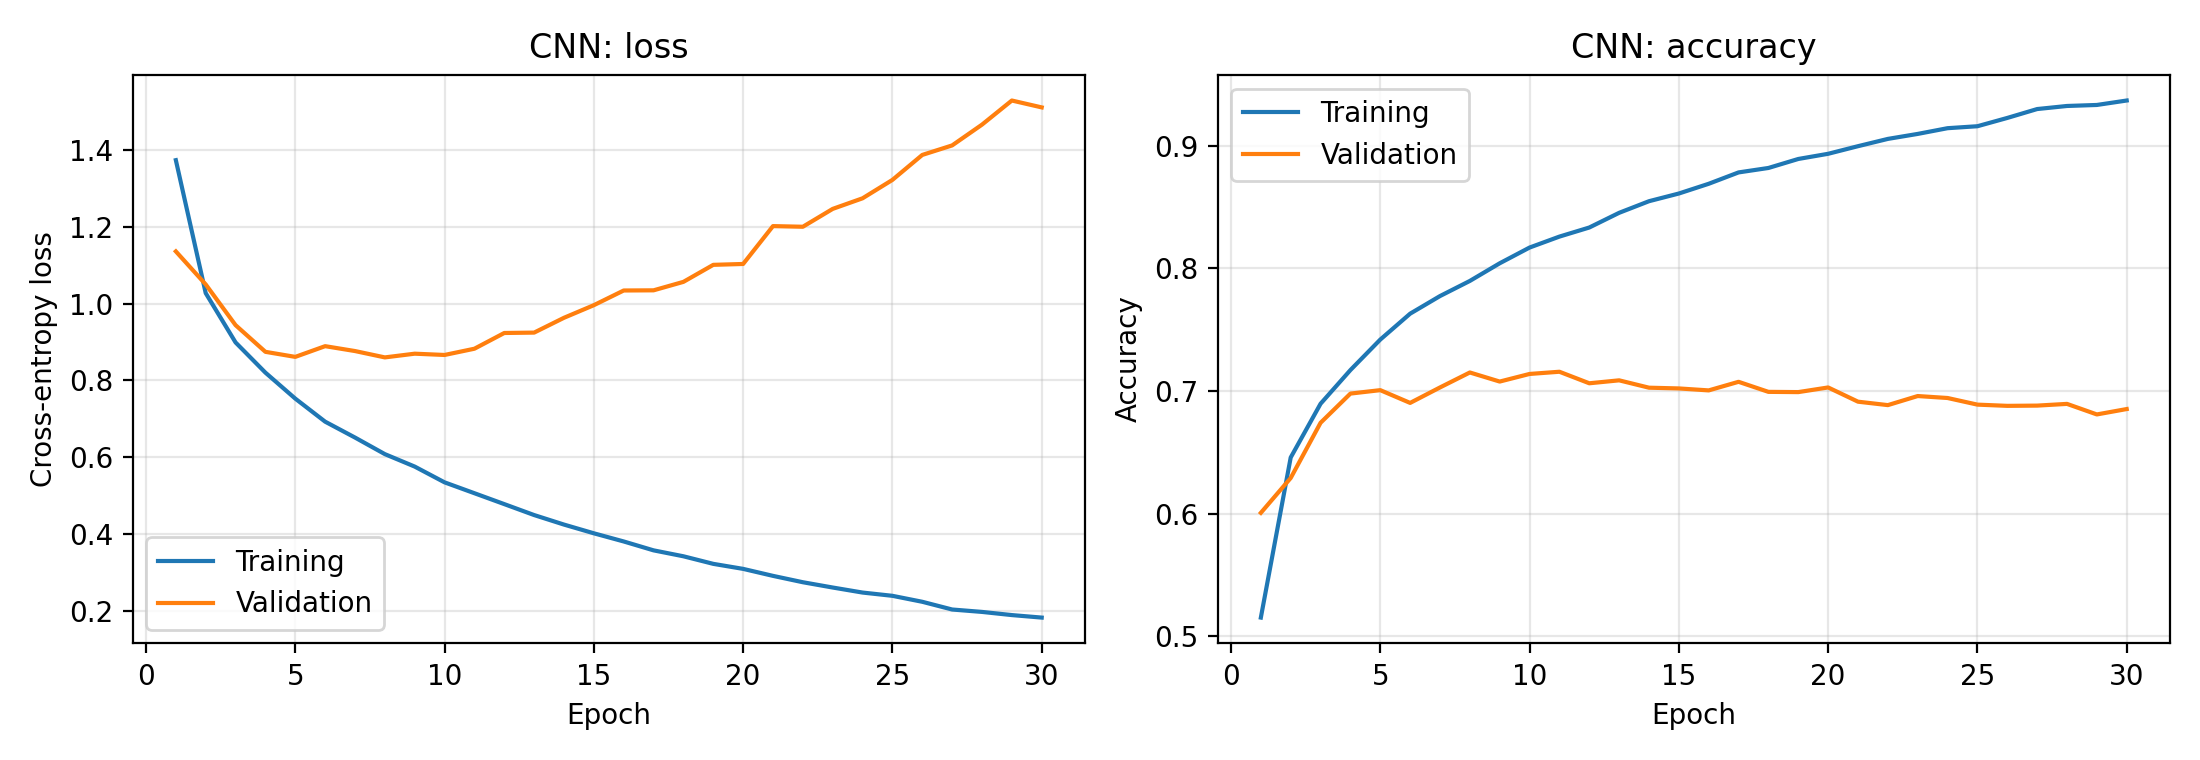 CNN: loss
Cross-entropy loss
1.4
1.2
1.0
0.8
0.6
0.4
0.2
Training
Validation
0 5 10 15 20 25 30
Epoch
CNN: accuracy
Accuracy
Training
Validation
0.9
0.8
0.7
0.6
0.5
0 5 10 15 20 25 30
Epoch